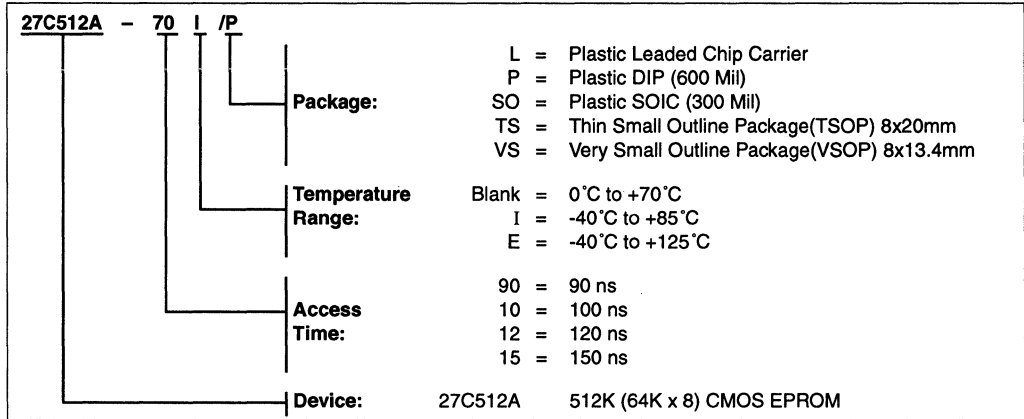 27C512A – 70 I /P
L = Plastic Leaded Chip Carrier
P = Plastic DIP (600 Mil)
Package: SO = Plastic SOIC (300 Mil)
TS = Thin Small Outline Package(TSOP) 8x20mm
VS = Very Small Outline Package(VSOP) 8x13.4mm
Temperature Blank = 0˚C to +70˚C
Range: I = -40˚C to +85˚C
E = -40˚C to +125˚C
90 = 90 ns
Access 10 = 100 ns
Time: 12 = 120 ns
15 = 150 ns
Device: 27C512A 512K (64K x 8) CMOS EPROM